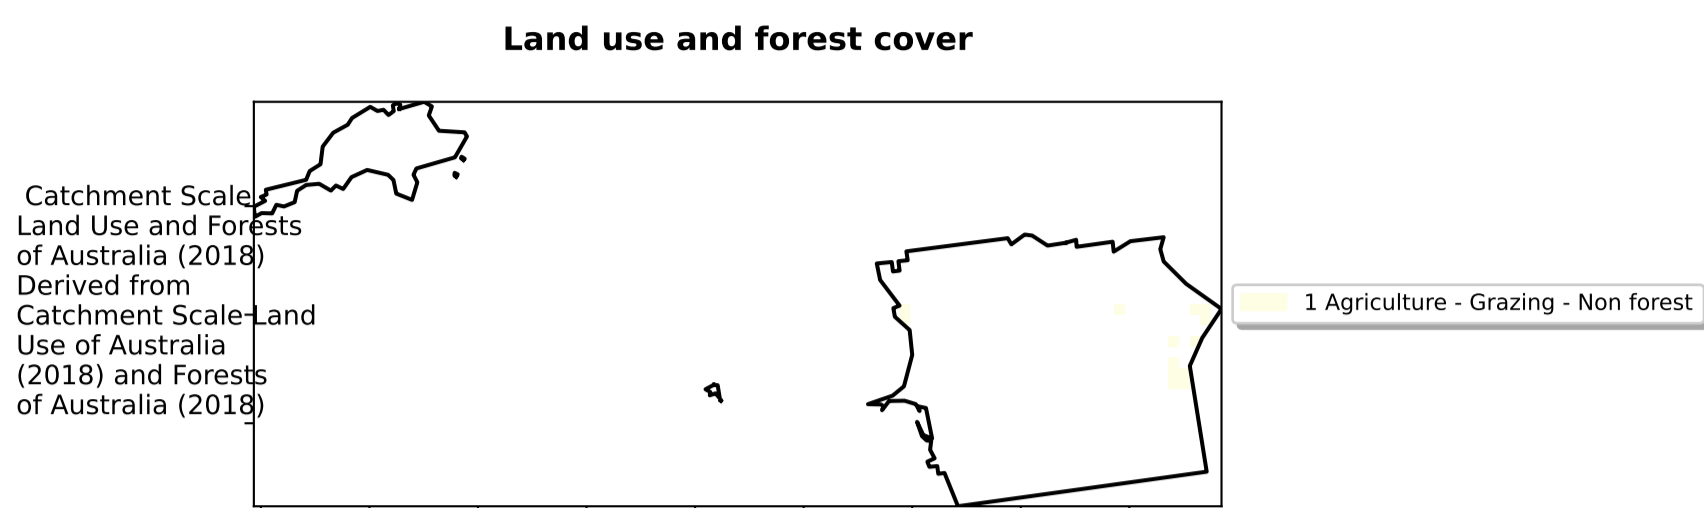 Land use and forest cover
Catchment Scale
Land Use and Forests
of Australia (2018)
Derived from
Catchment Scale Land
Use of Australia
(2018) and Forests
of Australia (2018)
1 Agriculture - Grazing - Non forest